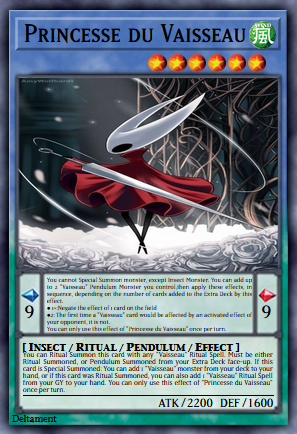 PRINCESSE DU VAISSEAU
WIND
風
You cannot Special Summon monster, except Insect Monster. You can add up
to 2 "Vaisseau" Pendulum Monster you control,then apply these effects, in
sequence, depending on the number of cards added to the Extra Deck by this
effect.
●1+:Negate the effect of 1 card on the field
●2: The first time a "Vaisseau" card would be affected by an activated effect of
your opponent, it is not.
You can only use this effect of "Princesse du Vaisseau" once per turn.
9
9
[ INSECT / RITUAL / PENDULUM / EFFECT ]
You can Ritual Summon this card with any "Vaisseau" Ritual Spell. Must be either
Ritual Summoned, or Pendulum Summoned from your Extra Deck face-up. If this
card is Special Summoned: You can add 1 "Vaisseau" monster from your deck to your
hand, or if this card was Ritual Summoned, you can also add 1 "Vaisseau" Ritual Spell
from your GY to your hand. You can only use this effect of "Princesse du Vaisseau"
once per turn.
ATK / 2200 DEF / 1600
Deltament